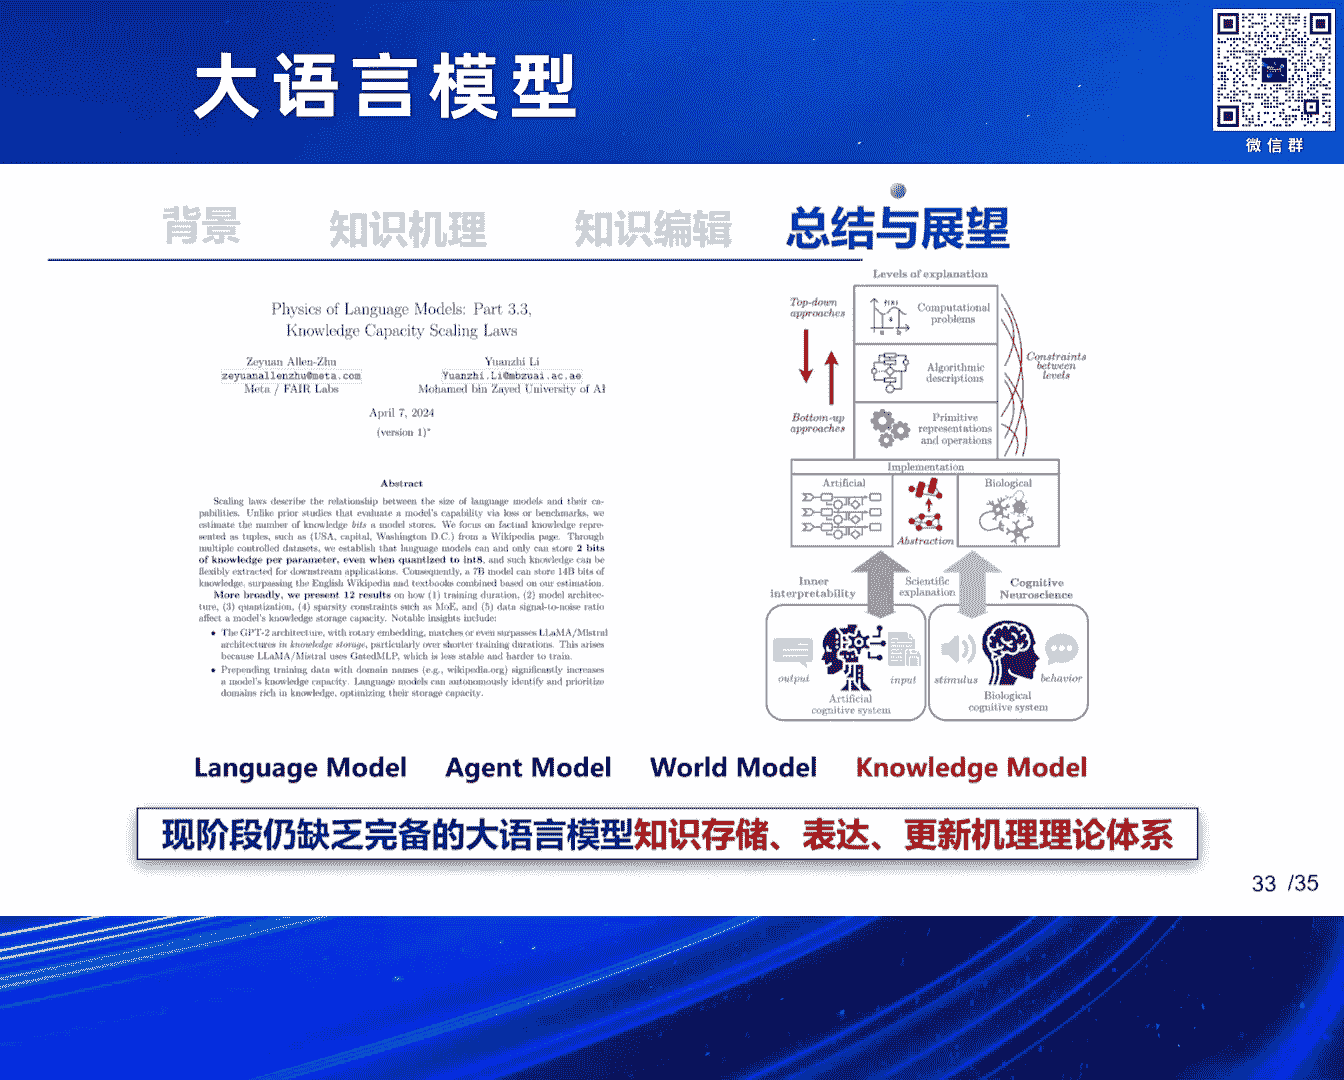 大语言模型
微信群
背景
知识机理
知识编辑
总结与展望
Physics of Language Models: Part 3.3,
Knowledge Capacity Scaling Laws
Zeyuan Allen-Zhu
zeyuanallenzhu@meta.com
Meta / FAIR Labs
Yuanzhi Li
Yuanzhi.Li@mbzuai.ac.ae
Mohamed bin Zayed University of AI
April 7, 2024
(version 1)*
Abstract
Scaling laws describe the relationship between the size of language models and their ca-
pabilities. Unlike prior studies that evaluate a model's capability via loss or benchmarks, we
estimate the number of knowledge bits a model stores. We focus on factual knowledge repre-
sented as tuples, such as (USA, capital, Washington D.C.) from a Wikipedia page. Through
multiple controlled datasets, we establish that language models can and only can store 2 bits
of knowledge per parameter, even when quantized to int8, and such knowledge can be
flexibly extracted for downstream applications. Consequently, a 7B model can store 14B bits of
knowledge, surpassing the English Wikipedia and textbooks combined based on our estimation.
More broadly, we present 12 results on how (1) training duration, (2) model architec-
ture, (3) quantization, (4) sparsity constraints such as MoE, and (5) data signal-to-noise ratio
affect a model's knowledge storage capacity. Notable insights include:
• The GPT-2 architecture, with rotary embedding, matches or even surpasses LLaMA/Mistral
architectures in knowledge storage, particularly over shorter training durations. This arises
because LLaMA/Mistral uses GatedMLP, which is less stable and harder to train.
• Prepending training data with domain names (e.g., wikipedia.org) significantly increases
a model's knowledge capacity. Language models can autonomously identify and prioritize
domains rich in knowledge, optimizing their storage capacity.
Levels of explanation
Top-down
approaches
f(x)
Computational
problems
Algorithmic
descriptions
Constraints
between
levels
Bottom-up
approaches
Primitive
representations
and operations
Implementation
Artificial
Biological
Abstraction
Inner
interpretability
Scientific
explanation
Cognitive
Neuroscience
output
input
Artificial
cognitive system
stimulus
behavior
Biological
cognitive system
Language Model
Agent Model
World Model
Knowledge Model
现阶段仍缺乏完备的大语言模型知识存储、表达、更新机理理论体系
33 /35